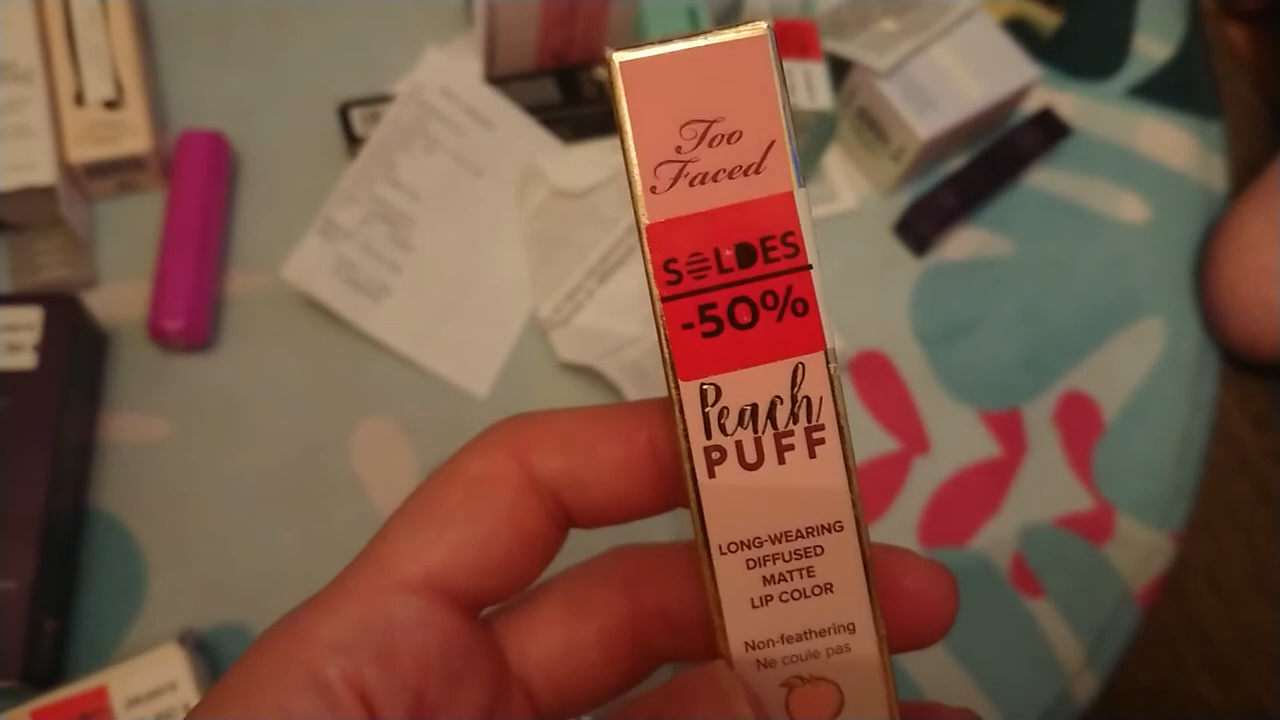 Too
Faced
SOLDES
-50%
Peach
PUFF
LONG-WEARING
DIFFUSED
MATTE
LIP COLOR
Non-feathering
Ne coule pas